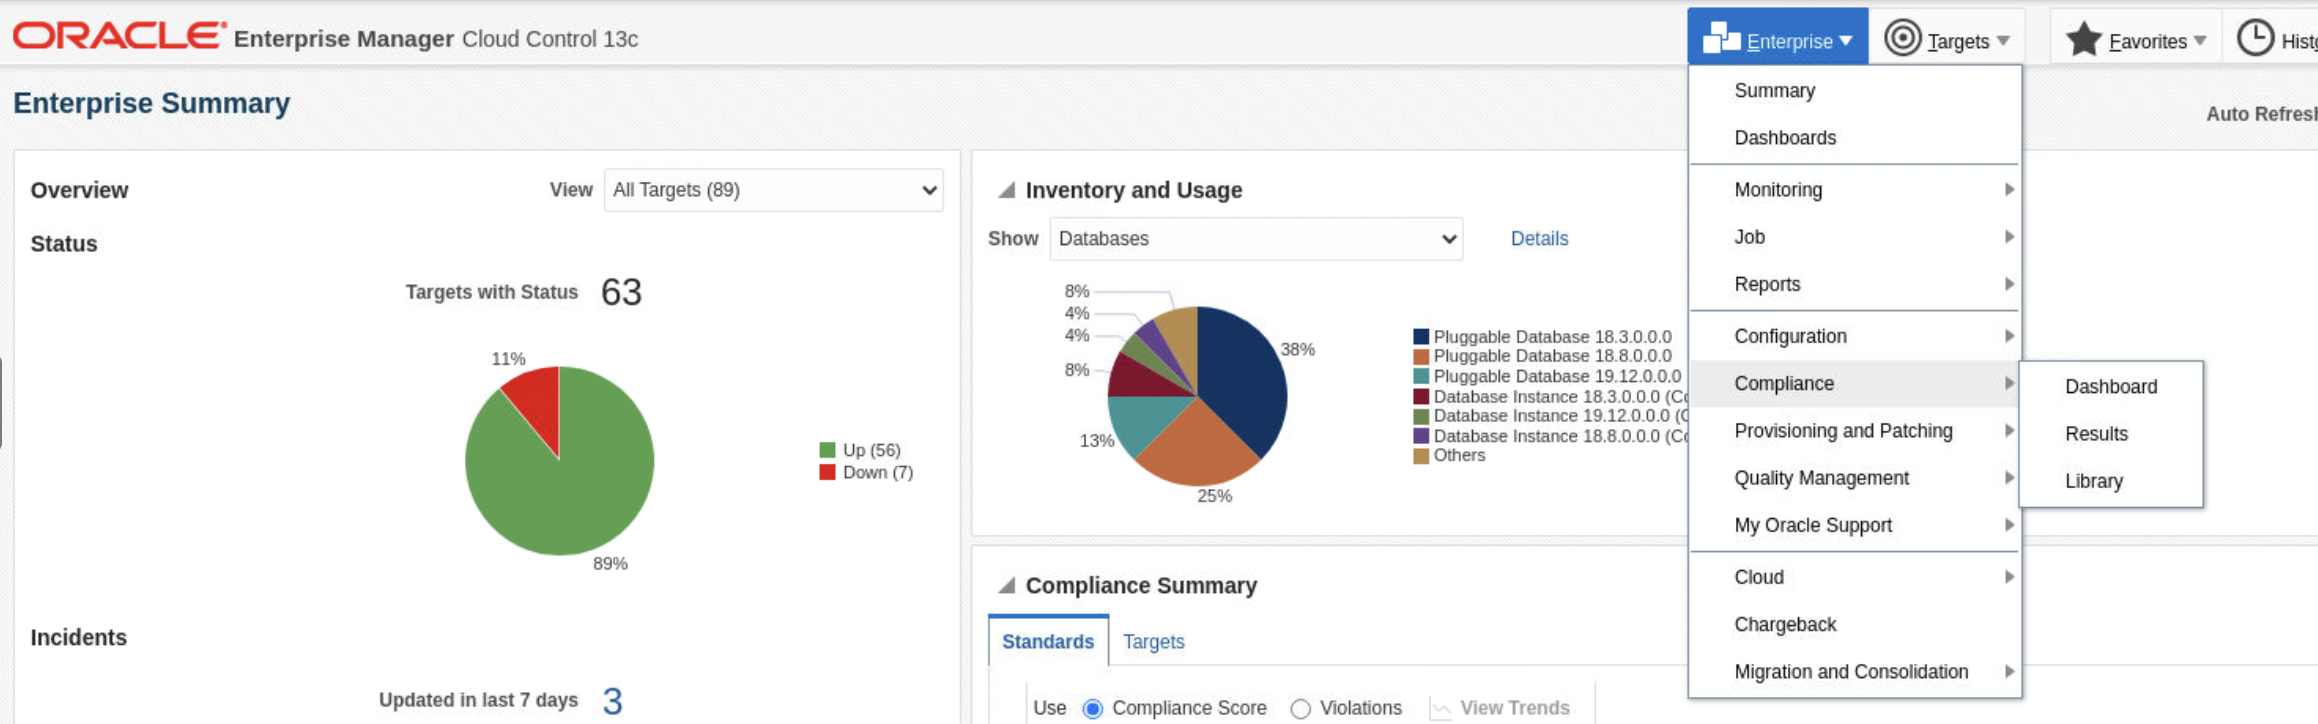 ORACLE Enterprise Manager Cloud Control 13c
Enterprise
Targets
Favorites
Enterprise Summary
Auto Refresh
Overview
View All Targets (89)
Status
Targets with Status 63
11%
89%
Up (56)
Down (7)
Incidents
Updated in last 7 days 3
Inventory and Usage
Show Databases Details
8%
4%
4%
8%
13%
25%
38%
Pluggable Database 18.3.0.0.0
Pluggable Database 18.8.0.0.0
Pluggable Database 19.12.0.0.0
Database Instance 18.3.0.0.0
Database Instance 19.12.0.0.0
Database Instance 18.8.0.0.0
Others
Compliance Summary
Standards Targets
Use Compliance Score Violations View Trends
Summary
Dashboards
Monitoring
Job
Reports
Configuration
Compliance
Provisioning and Patching
Quality Management
My Oracle Support
Cloud
Chargeback
Migration and Consolidation
Dashboard
Results
Library